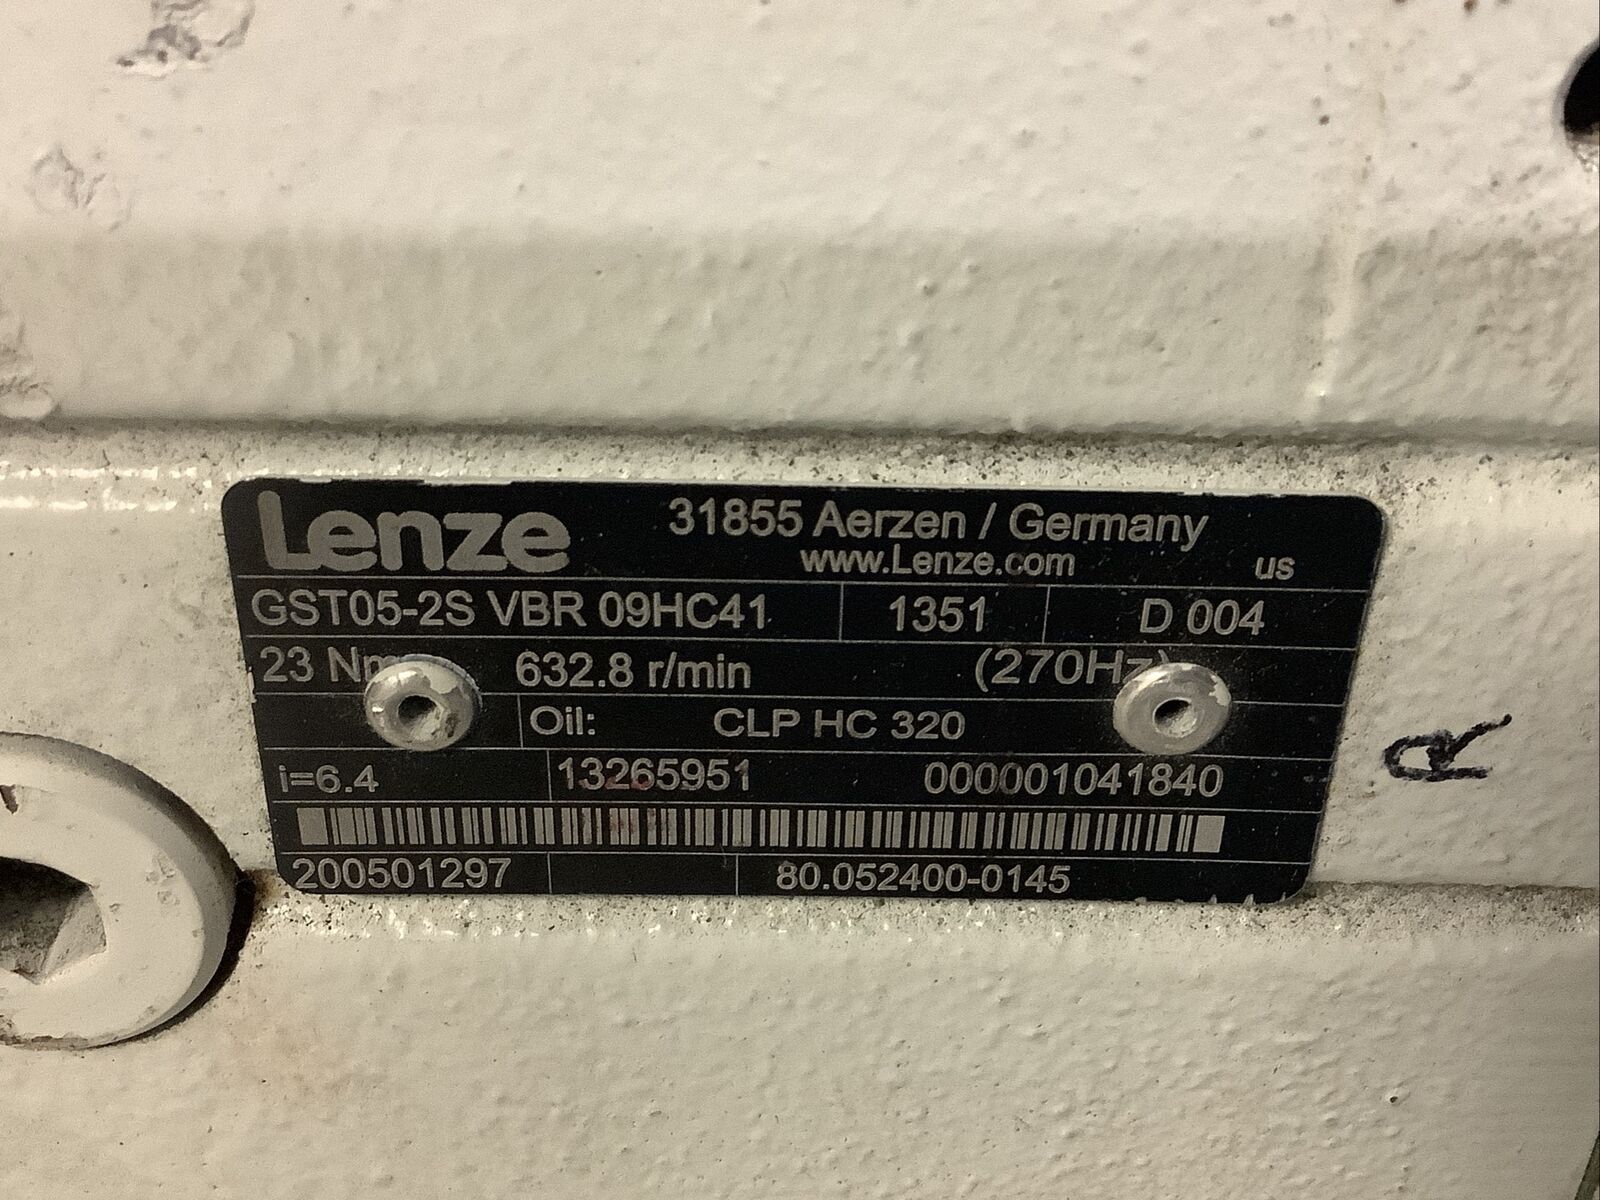 Lenze
31855 Aerzen / Germany
www.Lenze.com
us
GST05-2S VBR 09HC41 1351 D 004
23 Nm 632.8 r/min (270Hz)
Oil: CLP HC 320
i=6.4 13265951 000001041840
200501297 80.052400-0145
R